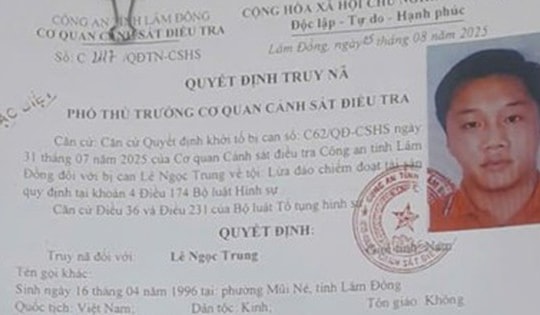 CÔNG AN TỈNH LÂM ĐỒNG
CƠ QUAN CẢNH SÁT ĐIỀU TRA
Số: C /QĐTN-CSHS
CỘNG HÒA XÃ HỘI CHỦ
Độc lập - Tự do - Hạnh phúc
Lâm Đồng, ngày 25 tháng 08 năm 2025
QUYẾT ĐỊNH TRUY NÃ
PHÓ THỦ TRƯỞNG CƠ QUAN CẢNH SÁT ĐIỀU TRA
Căn cứ: Căn cứ Quyết định khởi tố bị can số: C62/QĐ-CSHS ngày
31 tháng 07 năm 2025 của Cơ quan Cảnh sát điều tra Công an tỉnh Lâm
Đồng đối với bị can Lê Ngọc Trung về tội: Lừa đảo chiếm đoạt tài sản
quy định tại khoản 4 Điều 174 Bộ luật Hình sự.
Căn cứ Điều 36 và Điều 231 của Bộ luật Tố tụng hình sự
QUYẾT ĐỊNH:
Truy nã đối với: Lê Ngọc Trung
Giới tính: Nam
Tên gọi khác:
Sinh ngày 16 tháng 04 năm 1996 tại: phường Mũi Né, tỉnh Lâm Đồng
Quốc tịch: Việt Nam; Dân tộc: Kinh; Tôn giáo Không